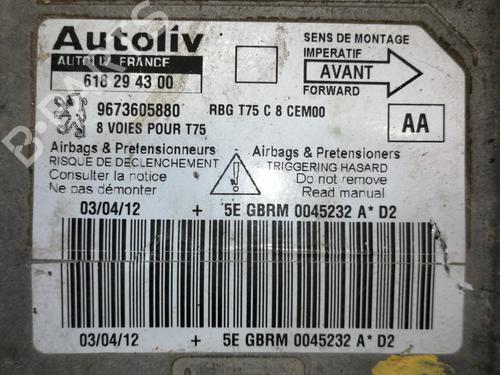 Autoliv
AUTOLIV FRANCE
618 29 43 00
SENS DE MONTAGE
IMPERATIF
AVANT
FORWARD
9673605880
RBG T75 C 8 CEM00
8 VOIES POUR T75
AA
Airbags & Pretensionneurs
RISQUE DE DECLENCHEMENT
Consulter la notice
Ne pas démonter
Airbags & Pretensioners
TRIGGERING HASARD
Do not remove
Read manual
03/04/12 + 5E GBRM 0045232 A* D2
03/04/12 + 5E GBRM 0045232 A* D2